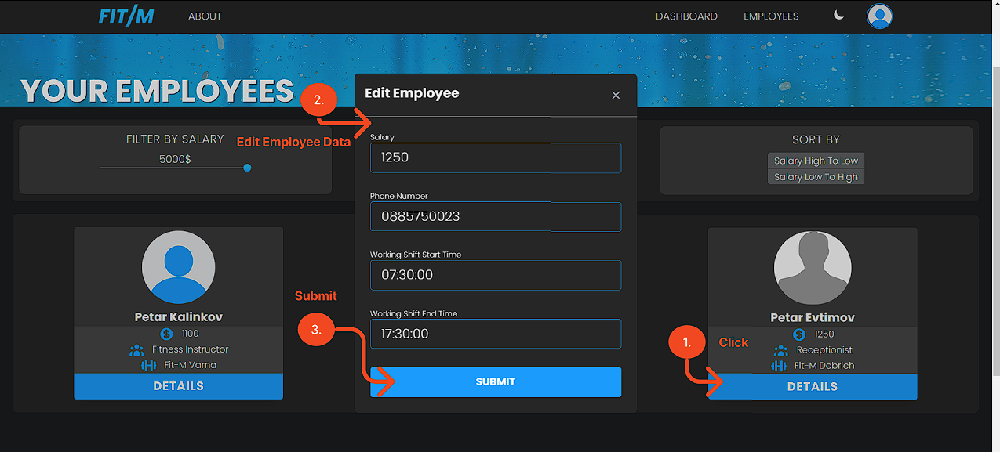 FIT/M
ABOUT
DASHBOARD
EMPLOYEES
YOUR EMPLOYEES
2.
Edit Employee
Edit Employee Data
FILTER BY SALARY
5000$
SORT BY
Salary High To Low
Salary Low To High
Salary
1250
Phone Number
0885750023
Working Shift Start Time
07:30:00
Working Shift End Time
17:30:00
SUBMIT
Submit
3.
1.
Click
Petar Kalinkov
1100
Fitness Instructor
Fit-M Varna
DETAILS
Petar Evtimov
1250
Receptionist
Fit-M Dobrich
DETAILS